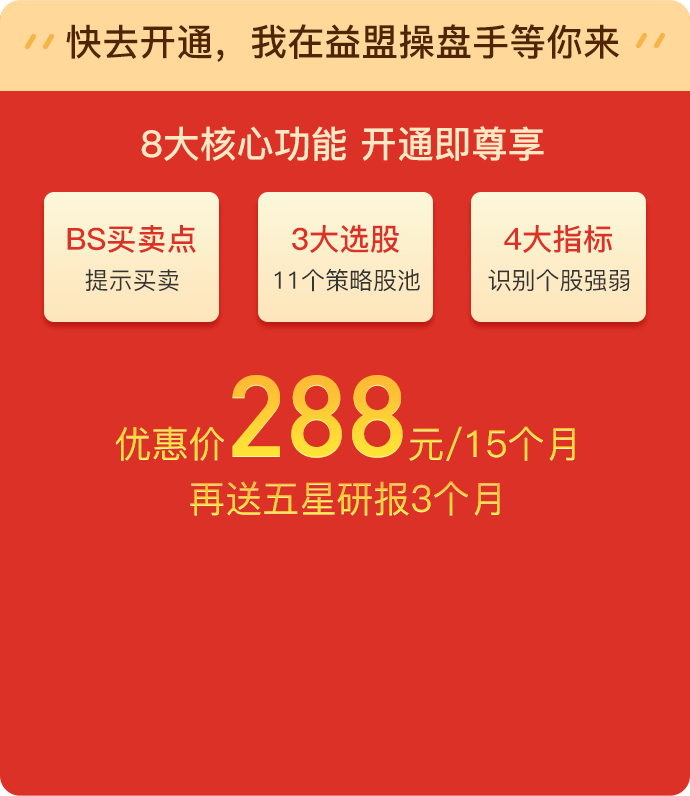 快去开通，我在益盟操盘手等你来
8大核心功能 开通即尊享
BS买卖点
提示买卖
3大选股
11个策略股池
4大指标
识别个股强弱
优惠价288元/15个月
再送五星研报3个月